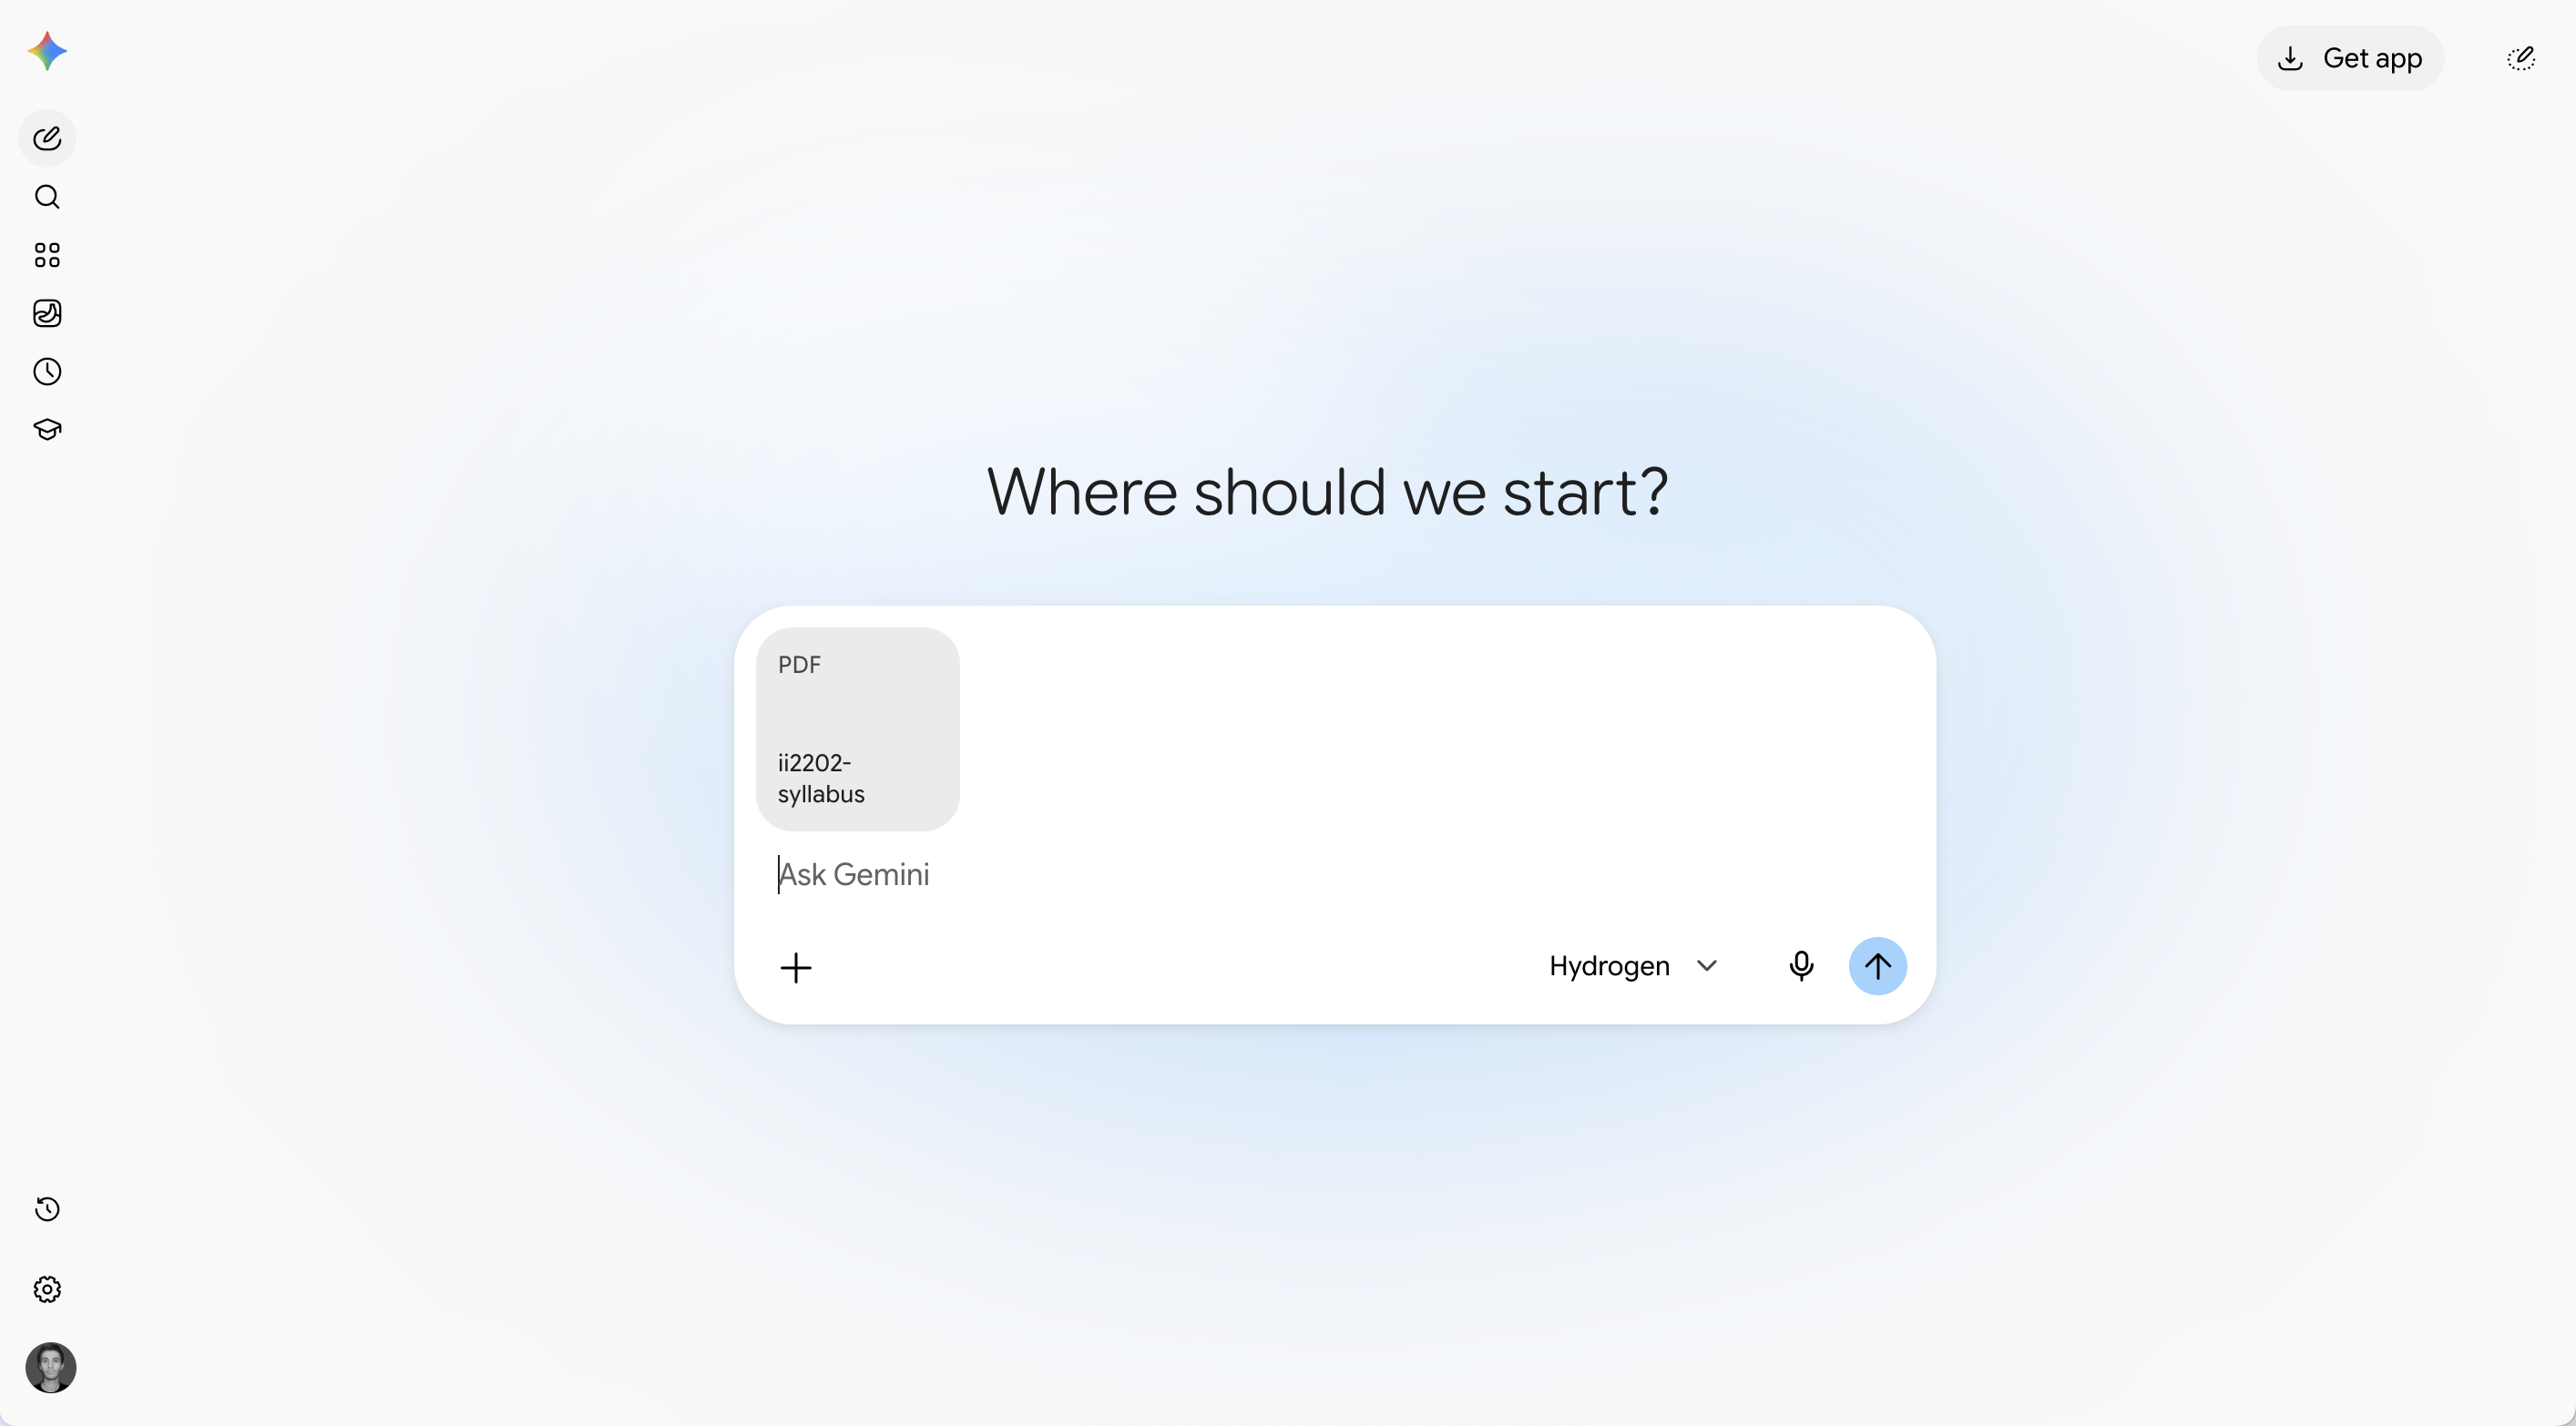 Get app
Where should we start?
PDF
ii2202-
syllabus
Ask Gemini
Hydrogen